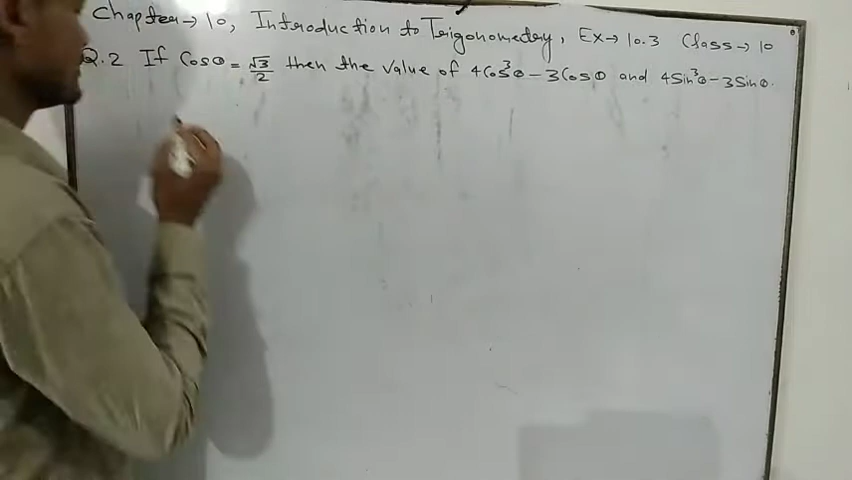 Chapter→10, Introduction to Trigonometry, Ex→10.3 Class→10
Q.2 If Cosθ = √3/2 then the value of 4Cos³θ-3Cosθ and 4Sin³θ-3Sinθ.